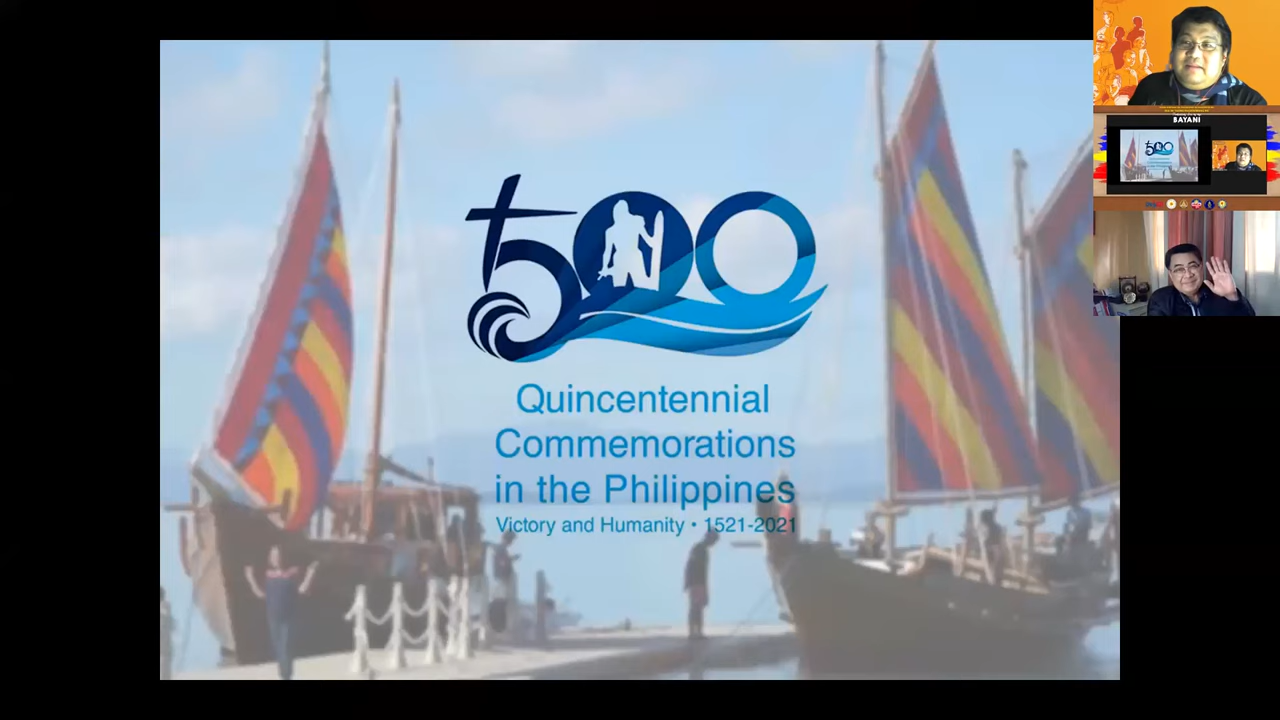 500
Quincentennial
Commemorations
in the Philippines
Victory and Humanity • 1521-2021
BAYANI